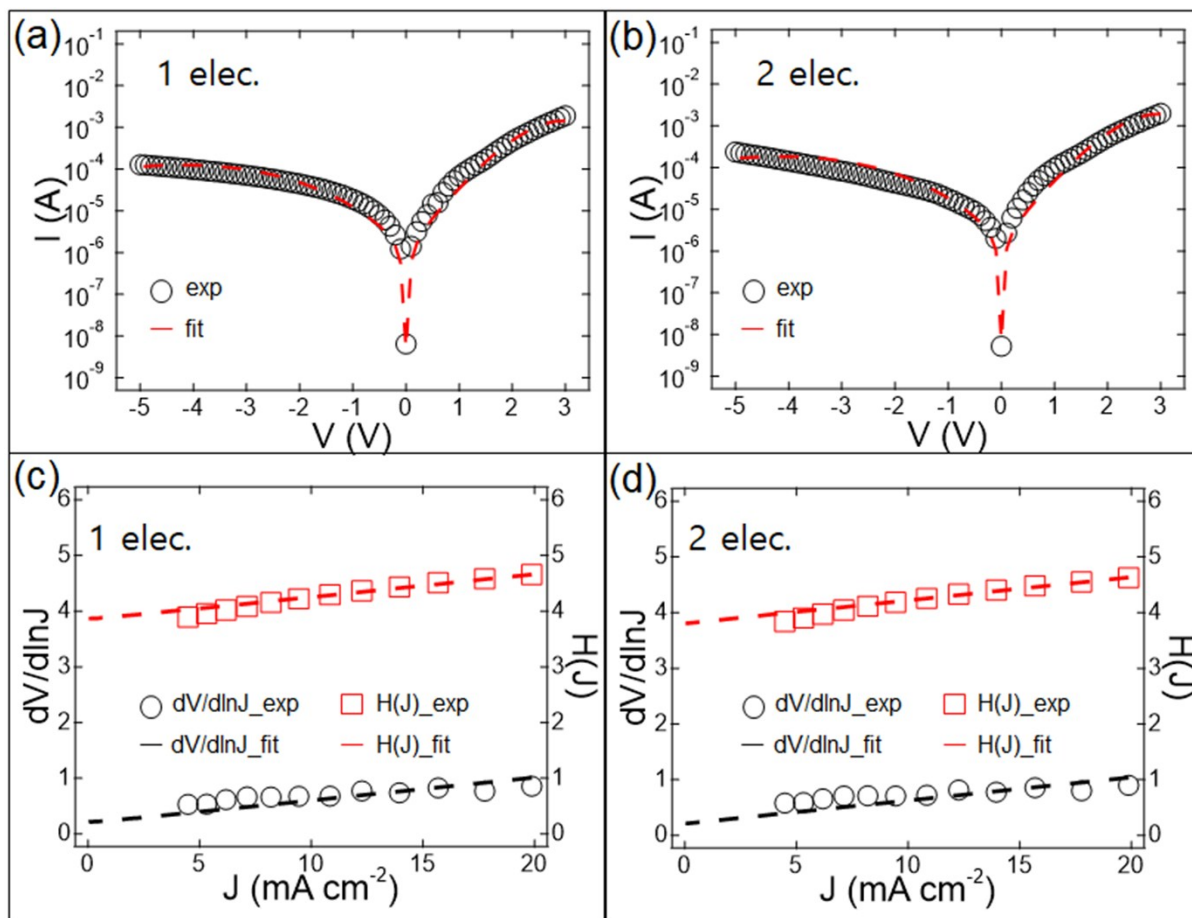 (a)
1 elec.
10⁻¹
10⁻²
10⁻³
10⁻⁴
10⁻⁵
10⁻⁶
10⁻⁷
10⁻⁸
10⁻⁹
I (A)
exp
fit
-5 -4 -3 -2 -1 0 1 2 3
V (V)
(b)
2 elec.
10⁻¹
10⁻²
10⁻³
10⁻⁴
10⁻⁵
10⁻⁶
10⁻⁷
10⁻⁸
10⁻⁹
I (A)
exp
fit
-5 -4 -3 -2 -1 0 1 2 3
V (V)
(c)
1 elec.
6
5
4
3
2
1
0
dV/dlnJ
dV/dlnJ_exp
H(J)_exp
dV/dlnJ_fit
H(J)_fit
6
5
4
3
2
1
0
H(J)
0 5 10 15 20
J (mA cm⁻²)
(d)
2 elec.
6
5
4
3
2
1
0
dV/dlnJ
dV/dlnJ_exp
H(J)_exp
dV/dlnJ_fit
H(J)_fit
6
5
4
3
2
1
0
H(J)
0 5 10 15 20
J (mA cm⁻²)